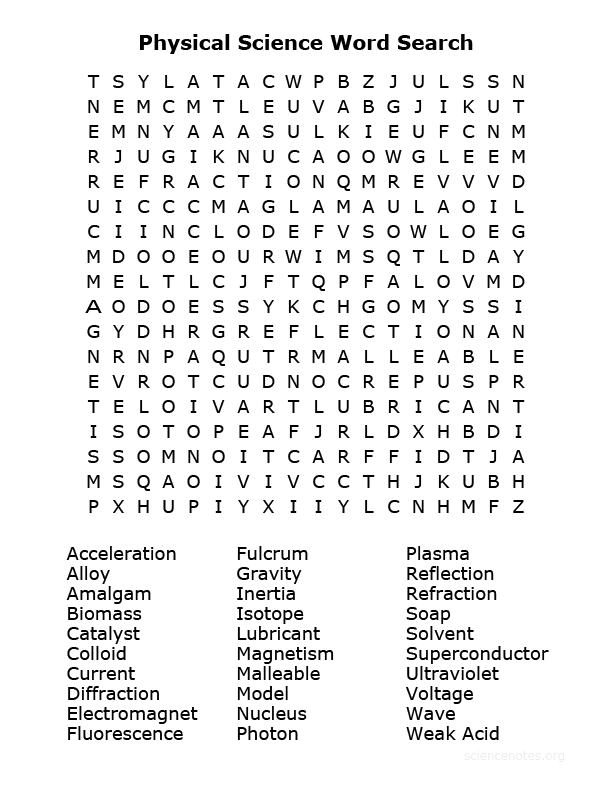 Physical Science Word Search
T S Y L A T A C W P B Z J U L S S N
N E M C M T L E U V A B G J I K U T
E M N Y A A A S U L K I E U F C N M
R J U G I K N U C A O O W G L E E M
R E F R A C T I O N Q M R E V V V D
U I C C C M A G L A M A U L A O I L
C I I N C L O D E F V S O W L O E G
M D O O E O U R W I M S Q T L D A Y
M E L T L C J F T Q P F A L O V M D
A O D O E S S Y K C H G O M Y S S I
G Y D H R G R E F L E C T I O N A N
N R N P A Q U T R M A L L E A B L E
E V R O T C U D N O C R E P U S P R
T E L O I V A R T L U B R I C A N T
I S O T O P E A F J R L D X H B D I
S S O M N O I T C A R F F I D T J A
M S Q A O I V I V C C T H J K U B H
P X H U P I Y X I I Y L C N H M F Z
Acceleration Fulcrum Plasma
Alloy Gravity Reflection
Amalgam Inertia Refraction
Biomass Isotope Soap
Catalyst Lubricant Solvent
Colloid Magnetism Superconductor
Current Malleable Ultraviolet
Diffraction Model Voltage
Electromagnet Nucleus Wave
Fluorescence Photon Weak Acid
sciencenotes.org